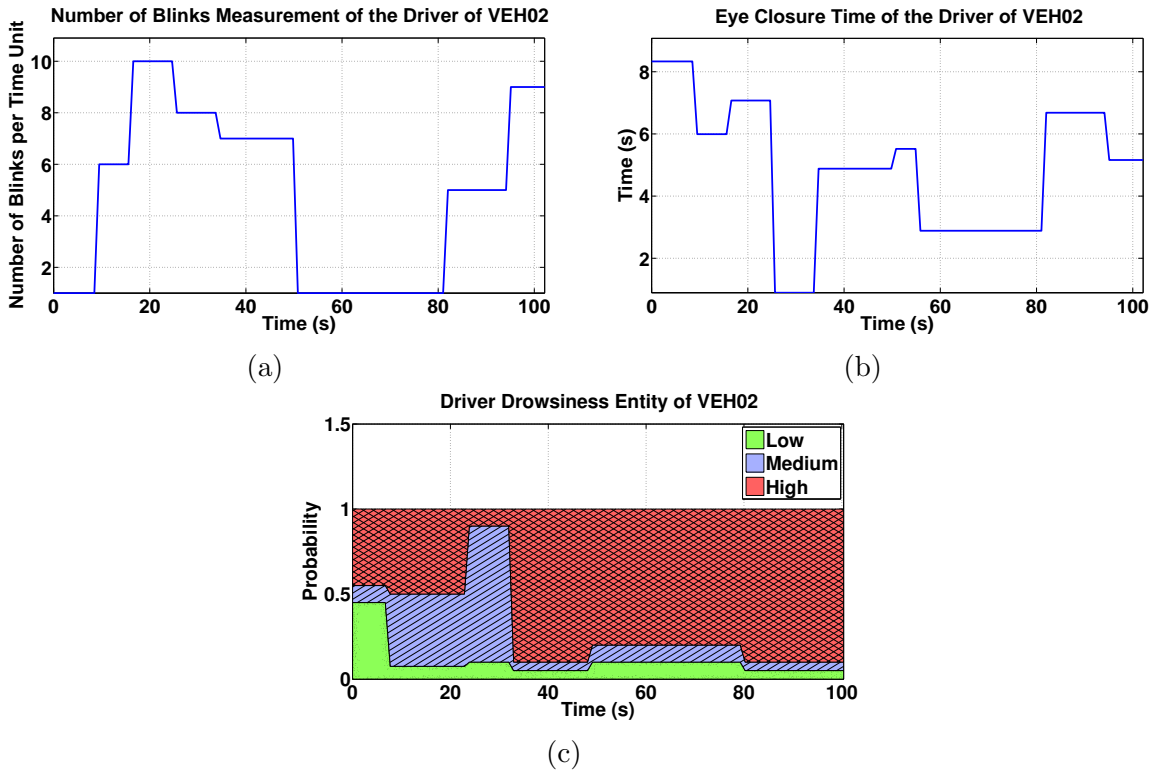 Number of Blinks Measurement of the Driver of VEH02
Number of Blinks per Time Unit
10
8
6
4
2
0 20 40 60 80 100
Time (s)
(a)
Eye Closure Time of the Driver of VEH02
Time (s)
8
6
4
2
0 20 40 60 80 100
Time (s)
(b)
Driver Drowsiness Entity of VEH02
Probability
1.5
1
0.5
0
Low
Medium
High
0 20 40 60 80 100
Time (s)
(c)